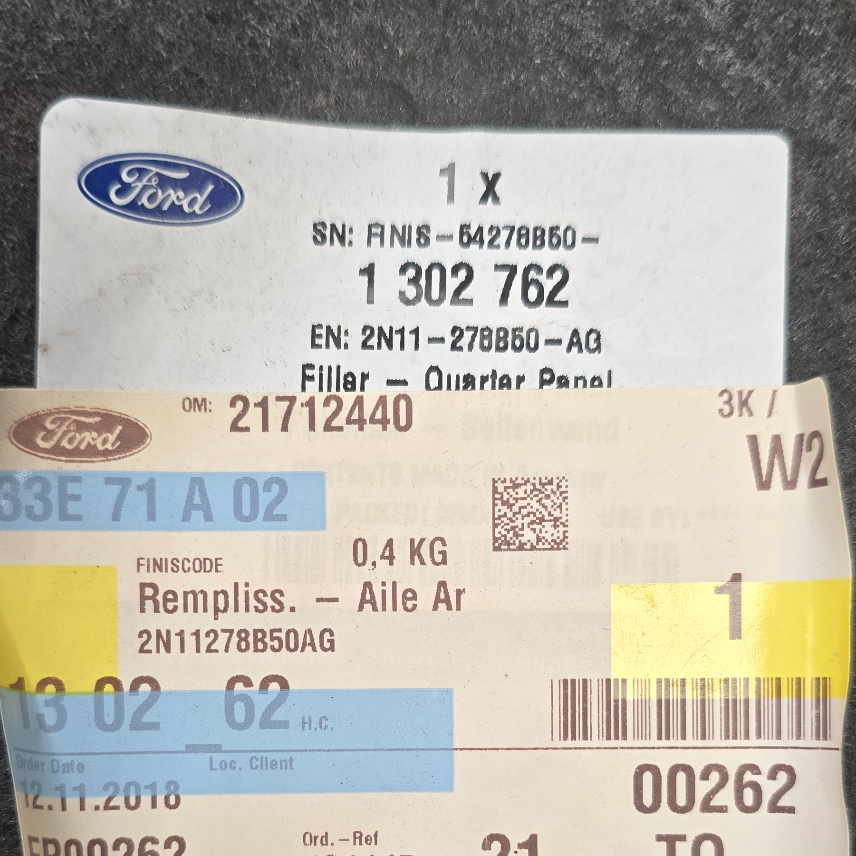 Ford
1 X
SN: FINIS-54278B50-
1 302 762
EN: 2N11-278B50-AG
Filler - Quarter Panel
Ford
OM: 21712440
3K /
W2
33E 71 A 02
0,4 KG
FINISCODE
Rempliss. - Aile Ar
2N11278B50AG
1
13 02 _ 62 H.C.
Order Date
Loc. Client
12.11.2018
00262
Ord.-Ref